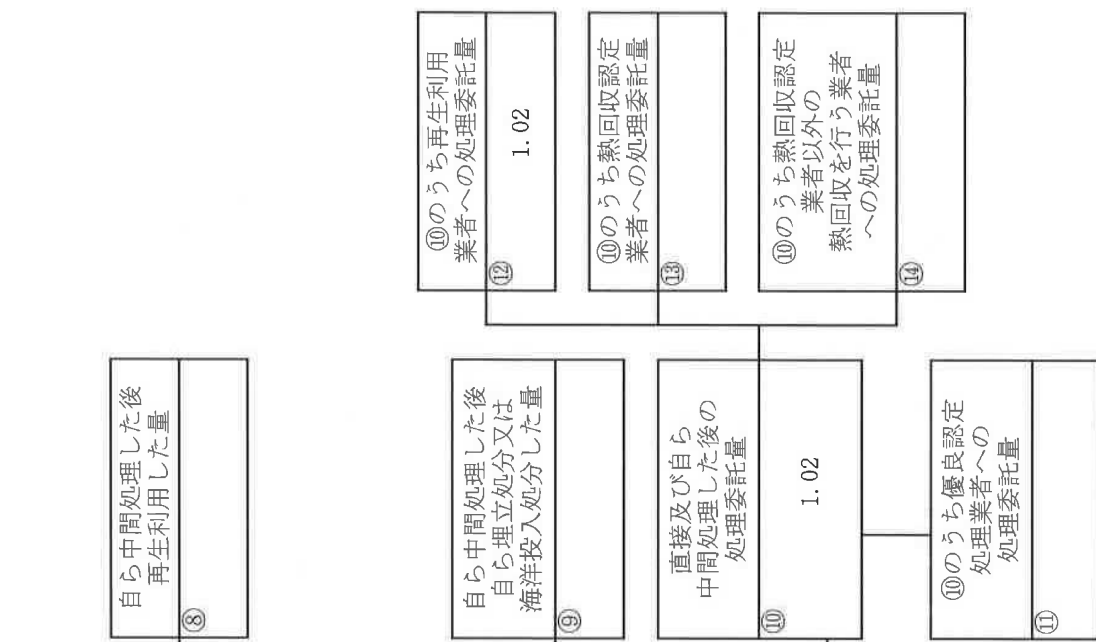 自ら中間処理した後
再生利用した量
⑧
自ら中間処理した後
自ら埋立処分又は
海洋投入処分した量
⑨
直接及び自ら
中間処理した後の
処理委託量
⑩
1.02
⑩のうち優良認定
処理業者への
処理委託量
⑪
⑩のうち再生利用
業者への処理委託量
⑫
1.02
⑩のうち熱回収認定
業者への処理委託量
⑬
⑩のうち熱回収認定
業者以外の
熱回収を行う業者
への処理委託量
⑭